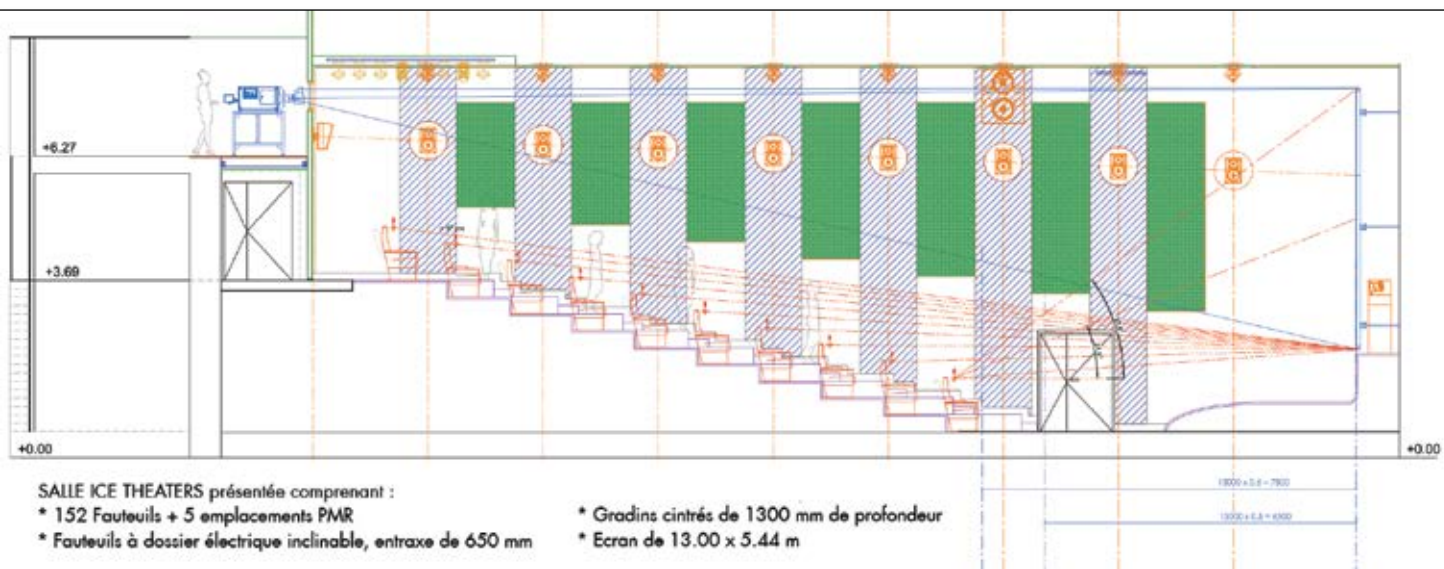 +6.27
+3.69
+0.00
+0.00
SALLE ICE THEATERS présentée comprenant :
* 152 Fauteuils + 5 emplacements PMR
* Fauteuils à dossier électrique inclinable, entraxe de 650 mm
* Gradins cintrés de 1300 mm de profondeur
* Ecran de 13.00 x 5.44 m